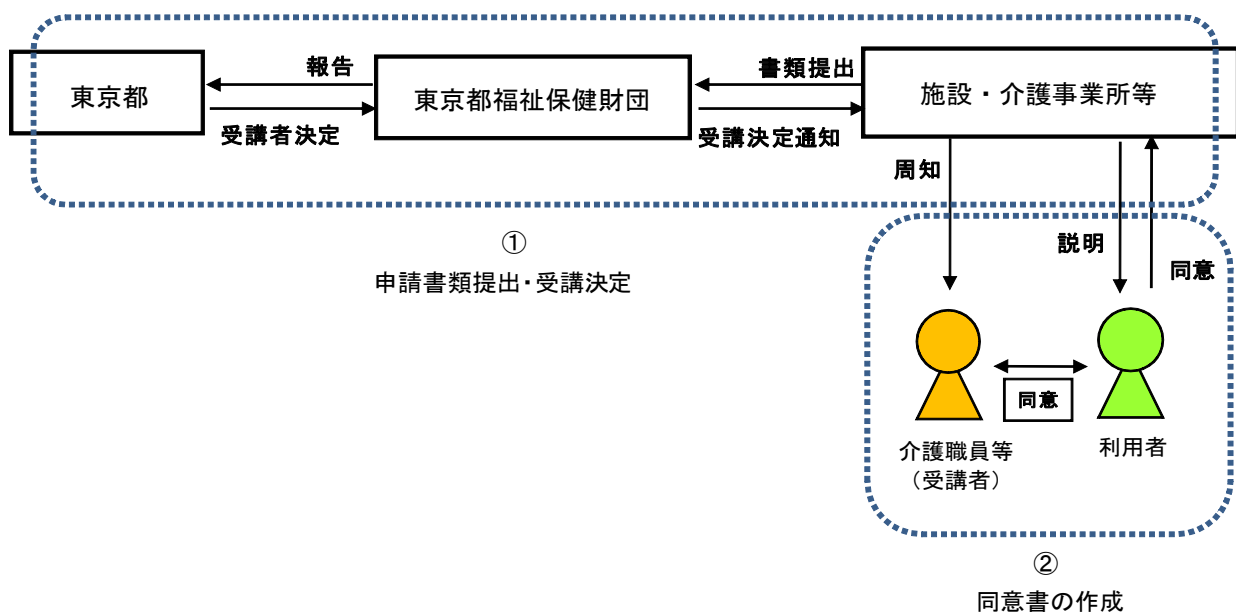 東京都
報告
受講者決定
東京都福祉保健財団
書類提出
受講決定通知
施設・介護事業所等
周知
説明
同意
①
申請書類提出・受講決定
同意
介護職員等
（受講者）
利用者
②
同意書の作成